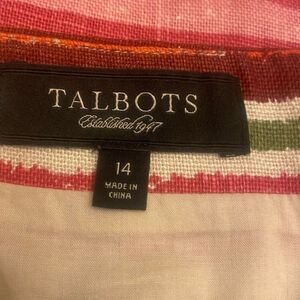 TALBOTS
Established 1947
14
MADE IN
CHINA